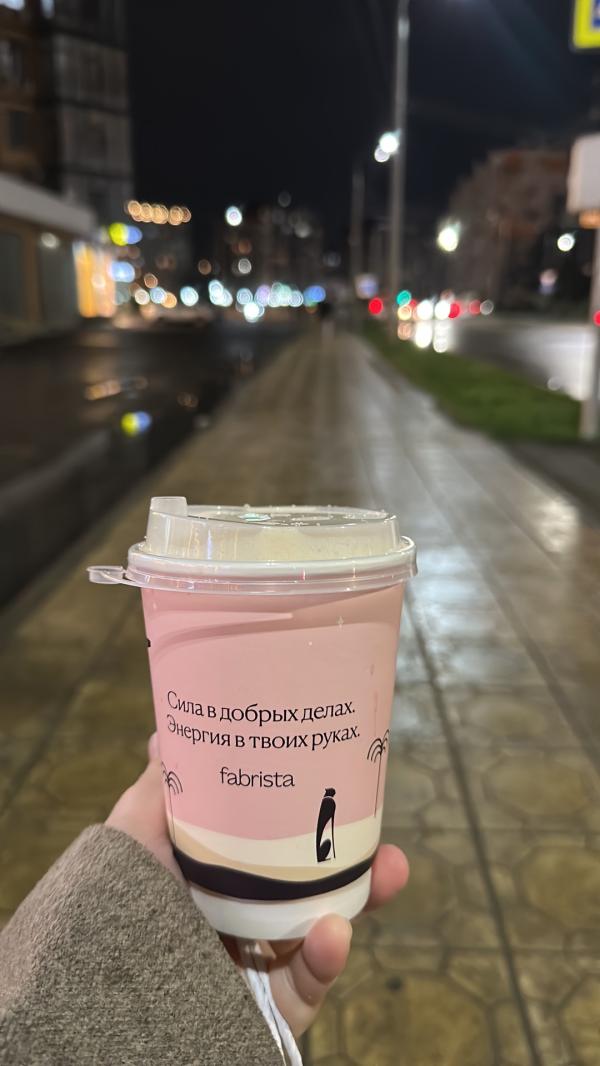 Сила в добрых делах.
Энергия в твоих руках.
fabrista